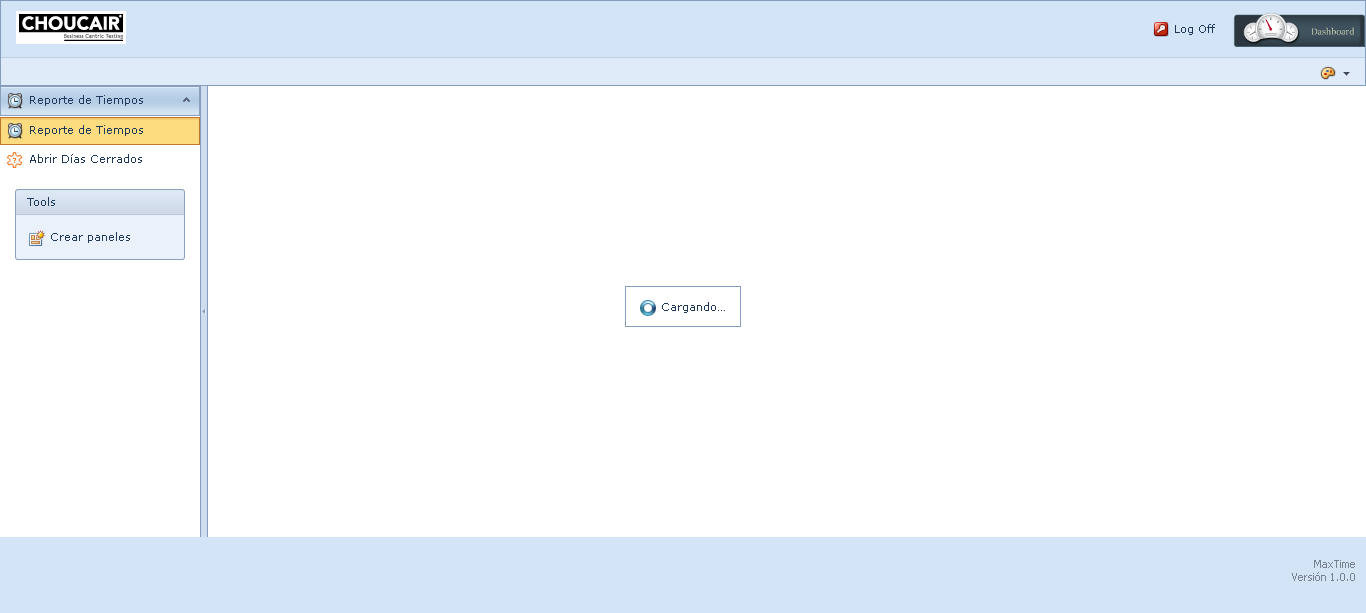 CHOUCAIR
Business Centric Testing
Log Off
Dashboard
Reporte de Tiempos
Reporte de Tiempos
Abrir Días Cerrados
Tools
Crear paneles
Cargando...
MaxTime
Versión 1.0.0